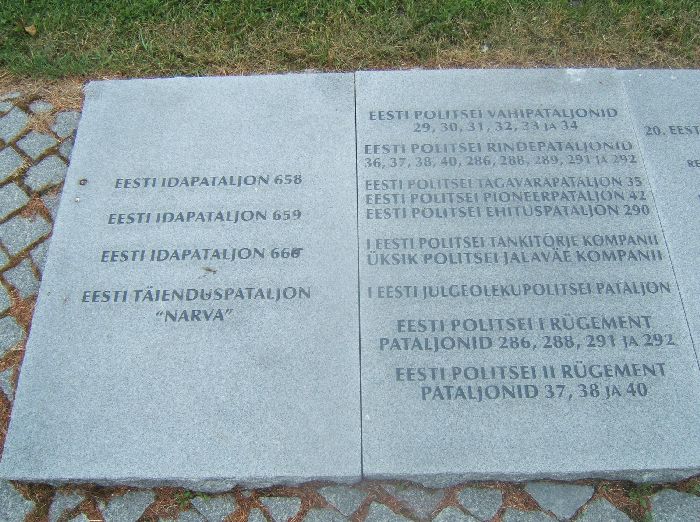 EESTI IDAPATALJON 658
EESTI IDAPATALJON 659
EESTI IDAPATALJON 660
EESTI TÄIENDUSPATALJON
“NARVA”
EESTI POLITSEI VAHIPATALJONID
29, 30, 31, 32, 33 JA 34
EESTI POLITSEI RINDEPATALJONID
36, 37, 38, 40, 286, 288, 289, 291 JA 292
EESTI POLITSEI TAGAVARAPATALJON 35
EESTI POLITSEI PIONEERPATALJON 42
EESTI POLITSEI EHITUSPATALJON 290
I EESTI POLITSEI TANKITÕRJE KOMPANII
ÜKSIK POLITSEI JALAVÄE KOMPANII
I EESTI JULGEOLEKUPOLITSEI PATALJON
EESTI POLITSEI I RÜGEMENT
PATALJONID 286, 288, 291 JA 292
EESTI POLITSEI II RÜGEMENT
PATALJONID 37, 38 JA 40
20. EEST
RE